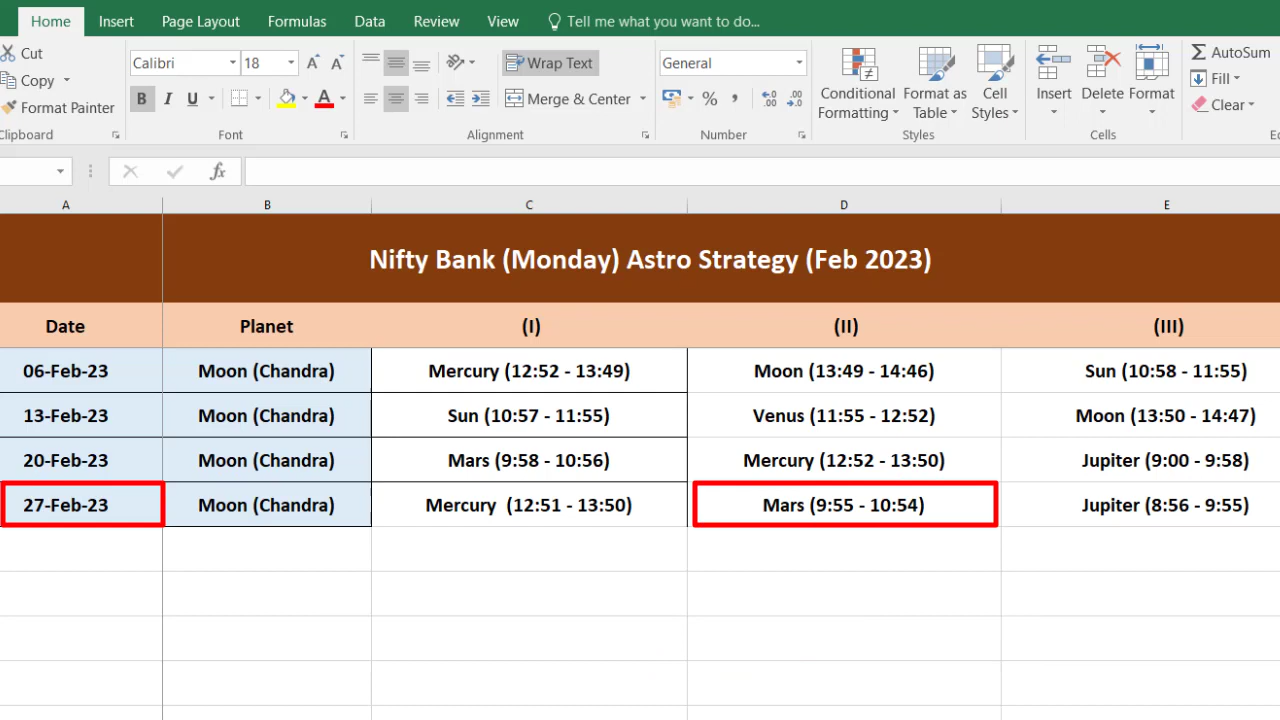 Home Insert Page Layout Formulas Data Review View Tell me what you want to do...
Cut
Copy
Format Painter
Clipboard
Calibri 18
B I U A
Font
Wrap Text
Merge & Center
Alignment
General
% , .00 .0
Number
Conditional Formatting
Format as Table
Cell Styles
Styles
Insert Delete Format
Cells
AutoSum
Fill
Clear
fx
A B C D E
Nifty Bank (Monday) Astro Strategy (Feb 2023)
Date Planet (I) (II) (III)
06-Feb-23 Moon (Chandra) Mercury (12:52 - 13:49) Moon (13:49 - 14:46) Sun (10:58 - 11:55)
13-Feb-23 Moon (Chandra) Sun (10:57 - 11:55) Venus (11:55 - 12:52) Moon (13:50 - 14:47)
20-Feb-23 Moon (Chandra) Mars (9:58 - 10:56) Mercury (12:52 - 13:50) Jupiter (9:00 - 9:58)
27-Feb-23 Moon (Chandra) Mercury (12:51 - 13:50) Mars (9:55 - 10:54) Jupiter (8:56 - 9:55)